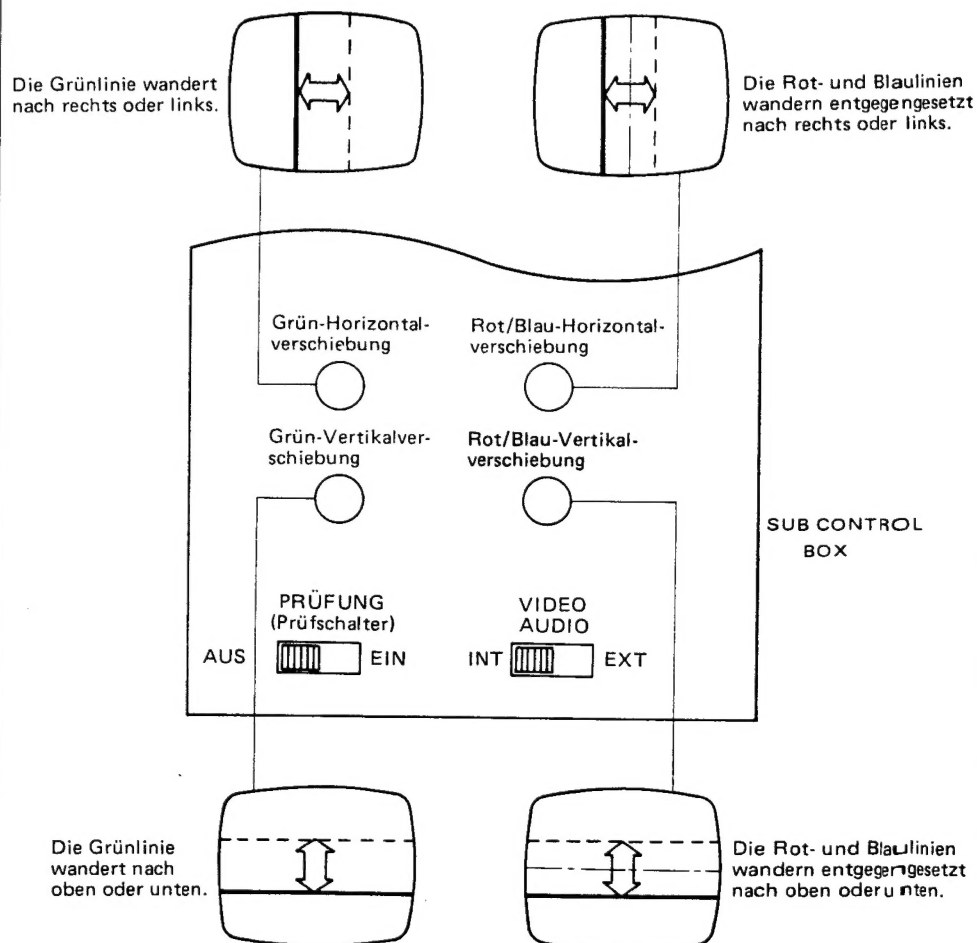 Die Grünlinie wandert
nach rechts oder links.
Die Rot- und Blaulinien
wandern entgegengesetzt
nach rechts oder links.
Grün-Horizontal-
verschiebung
Rot/Blau-Horizontal-
verschiebung
Grün-Vertikalver-
schiebung
Rot/Blau-Vertikal-
verschiebung
SUB CONTROL
BOX
PRÜFUNG
(Prüfschalter)
AUS
EIN
VIDEO
AUDIO
INT
EXT
Die Grünlinie
wandert nach
oben oder unten.
Die Rot- und Blaulinien
wandern entgegengesetzt
nach oben oder unten.